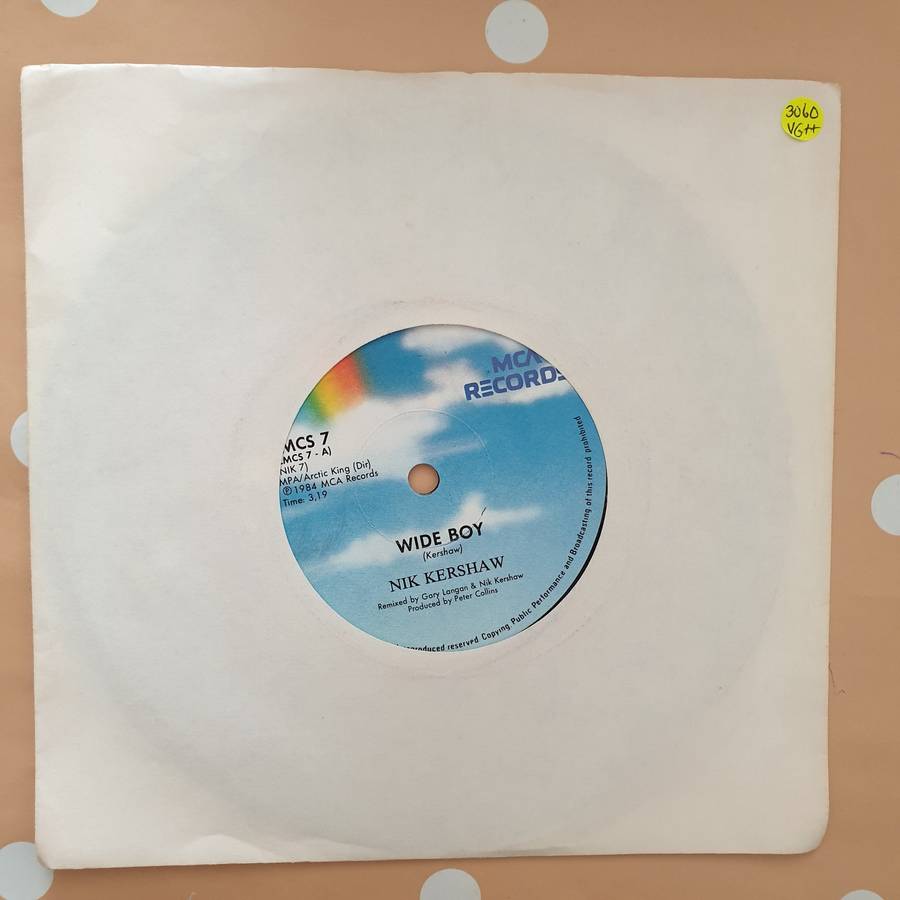 3060
VG++
MCA
RECORDS
MCS 7
(MCS 7 - A)
NIK 7)
MPA/Arctic King (Dir)
℗ 1984 MCA Records
Time: 3,19
WIDE BOY
(Kershaw)
NIK KERSHAW
Remixed by Gary Langan & Nik Kershaw
Produced by Peter Collins
reserved Copying, Public Performance and Broadcasting of this record prohibited